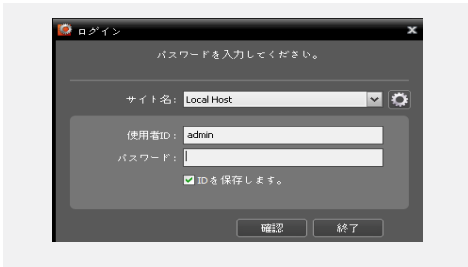 ログイン
パスワードを入力してください。
サイト名: Local Host
使用者ID: admin
パスワード:
IDを保存します。
確認 終了